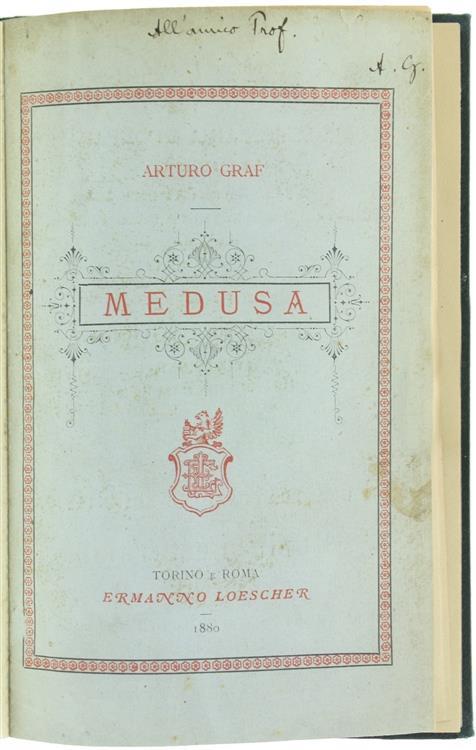 All'amico Prof.
A. G.
ARTURO GRAF
MEDUSA
TORINO E ROMA
ERMANNO LOESCHER
1880